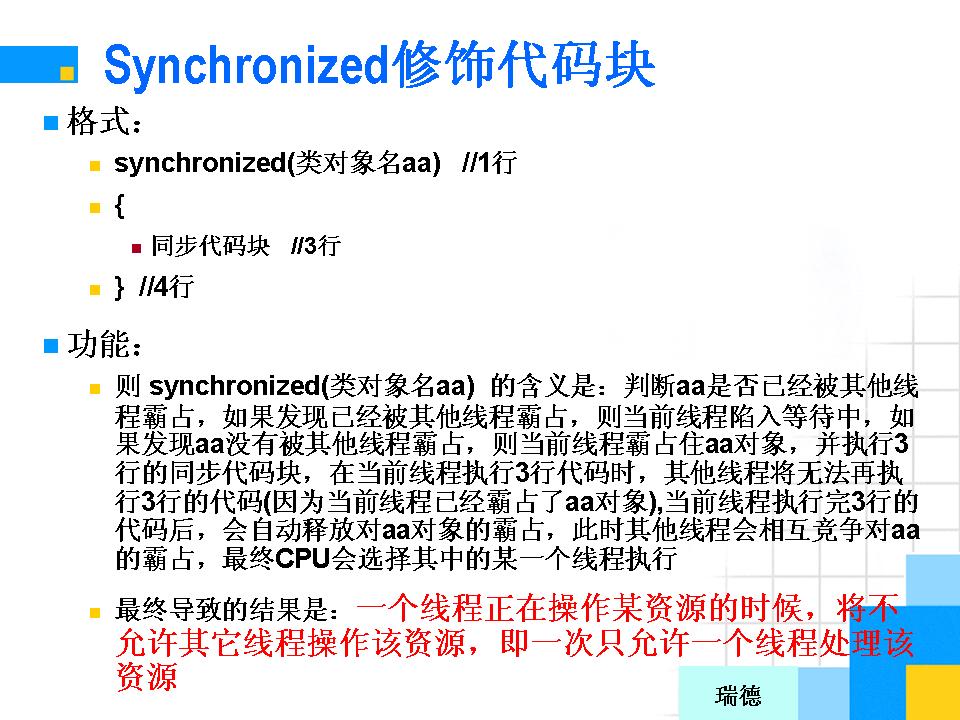 Synchronized修饰代码块
格式：
synchronized(类对象名aa) //1行
{
同步代码块 //3行
} //4行
功能：
则 synchronized(类对象名aa) 的含义是：判断aa是否已经被其他线
程霸占，如果发现已经被其他线程霸占，则当前线程陷入等待中，如
果发现aa没有被其他线程霸占，则当前线程霸占住aa对象，并执行3
行的同步代码块，在当前线程执行3行代码时，其他线程将无法再执
行3行的代码(因为当前线程已经霸占了aa对象),当前线程执行完3行的
代码后，会自动释放对aa对象的霸占，此时其他线程会相互竞争对aa
的霸占，最终CPU会选择其中的某一个线程执行
最终导致的结果是：一个线程正在操作某资源的时候，将不
允许其它线程操作该资源，即一次只允许一个线程处理该
资源
瑞德